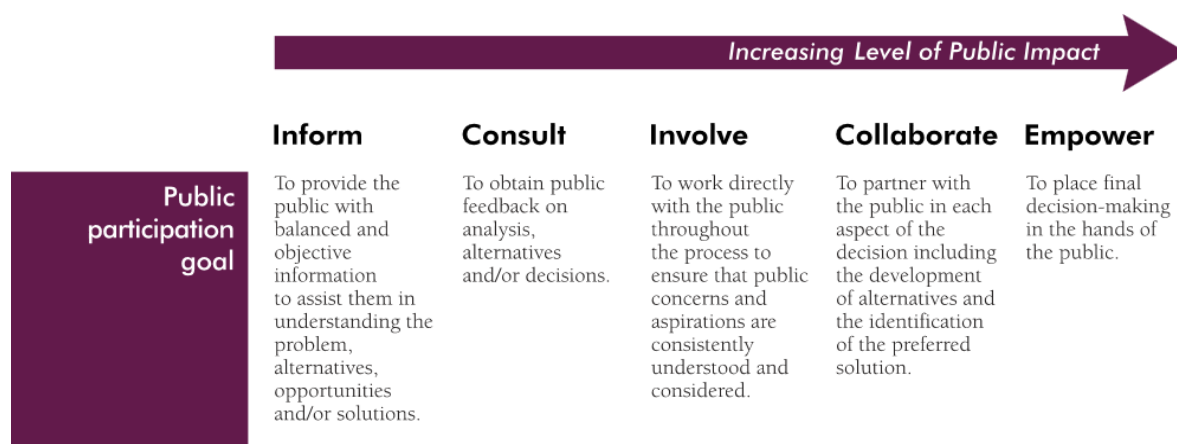 Increasing Level of Public Impact
Inform
Consult
Involve
Collaborate
Empower
Public
participation
goal
To provide the
public with
balanced and
objective
information
to assist them in
understanding the
problem,
alternatives,
opportunities
and/or solutions.
To obtain public
feedback on
analysis,
alternatives
and/or decisions.
To work directly
with the public
throughout
the process to
ensure that public
concerns and
aspirations are
consistently
understood and
considered.
To partner with
the public in each
aspect of the
decision including
the development
of alternatives and
the identification
of the preferred
solution.
To place final
decision-making
in the hands of
the public.